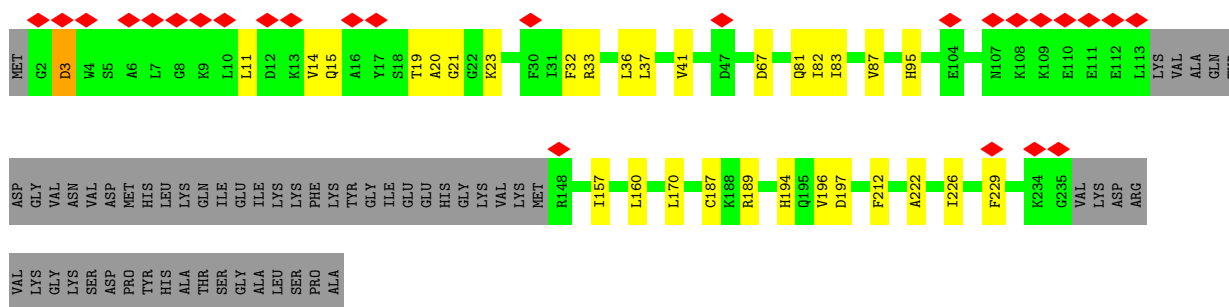 MET G2 D3 W4 S5 A6 L7 G8 K9 L10 L11 D12 K13 V14 Q15 A16 Y17 S18 T19 A20 G21 G22 K23 F30 I31 F32 R33 L36 L37 V41 D47 D67 Q81 I82 I83 V87 H95 E104 N107 K108 K109 E110 E111 E112 L113 LYS VAL ALA GLN
ASP GLY VAL ASN VAL ASP MET HIS LEU LYS GLN ILE GLU ILE ILE LYS LYS PHE LYS TYR GLY ILE GLU GLU HIS GLY LYS VAL LYS MET R148 I157 L160 L170 C187 K188 R189 H194 Q195 V196 D197 F212 A222 I226 F229 K234 G235 VAL LYS ASP ARG
VAL LYS GLY LYS SER ASP PRO TYR HIS ALA THR SER GLY ALA LEU SER PRO ALA